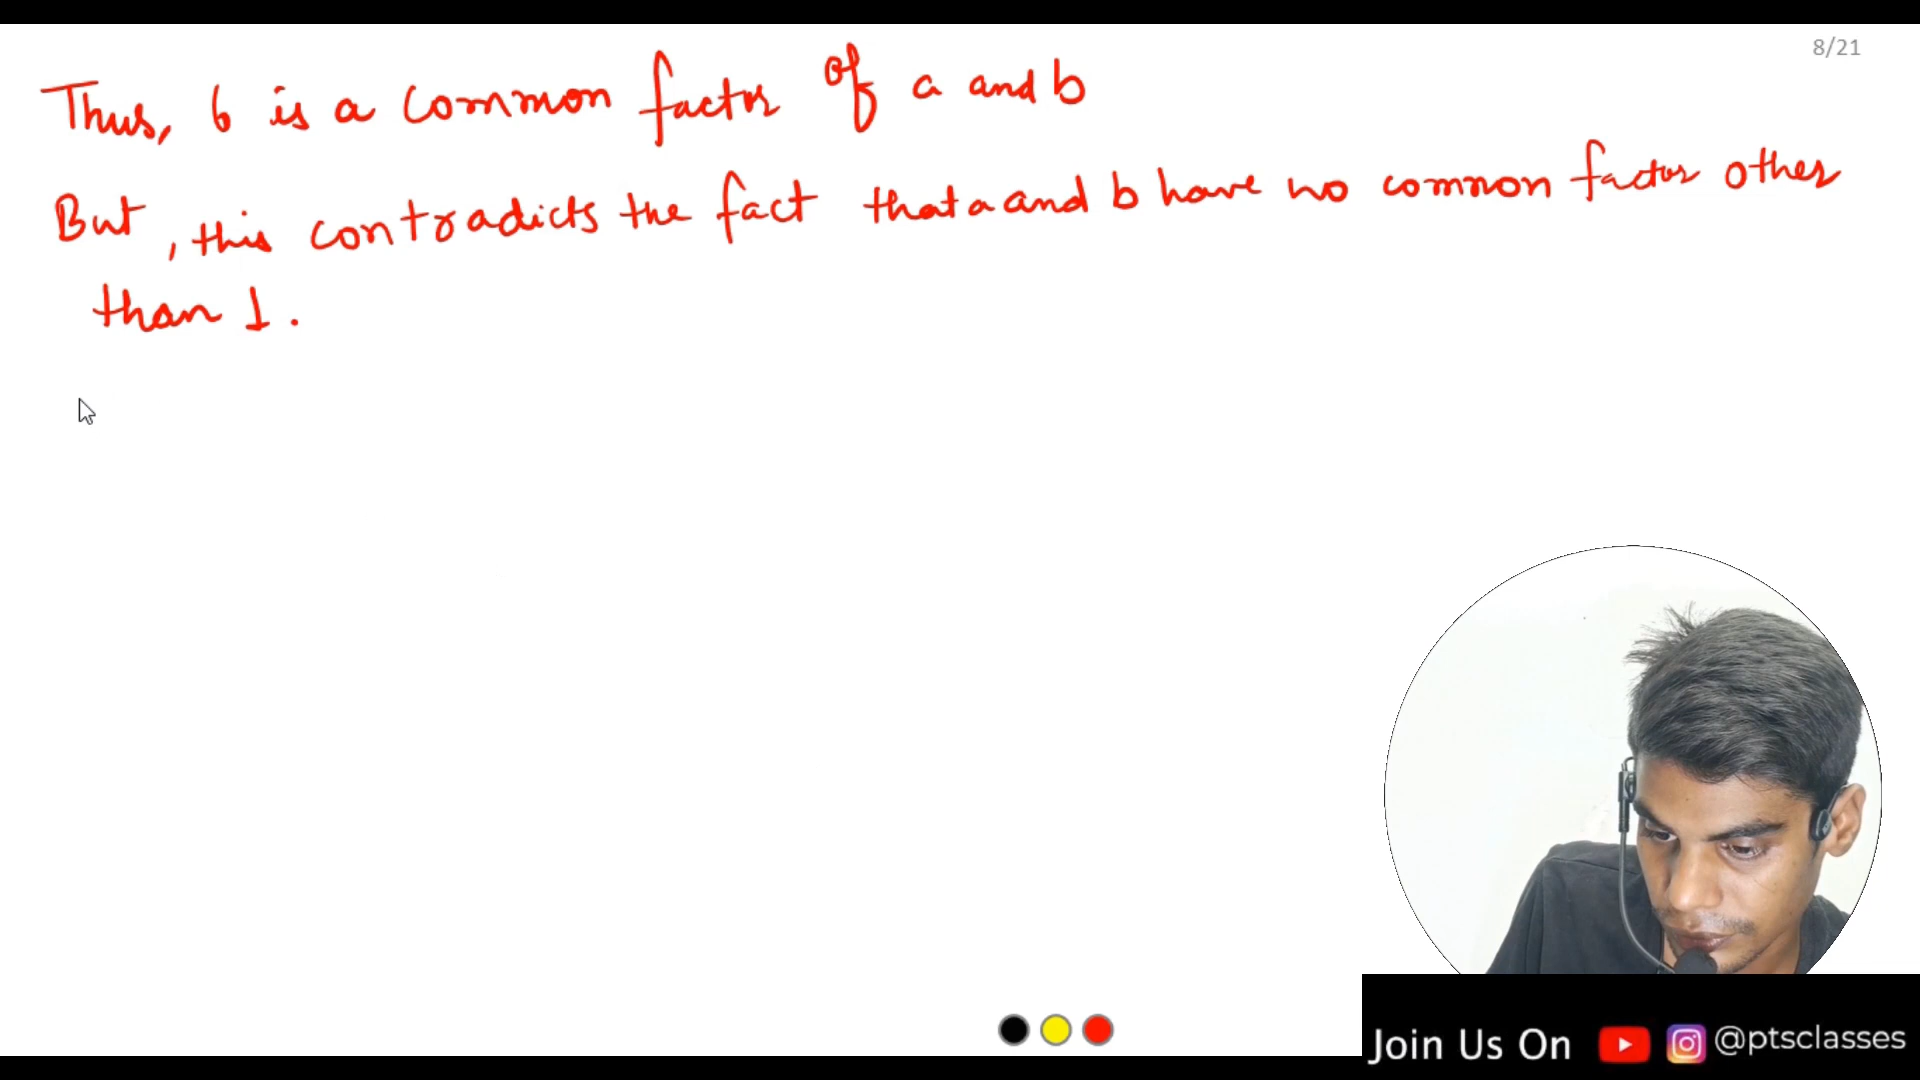 8/21
Thus, 6 is a common factor of a and b
But, this contradicts the fact that a and b have no common factor other
than 1.
Join Us On @ptsclasses